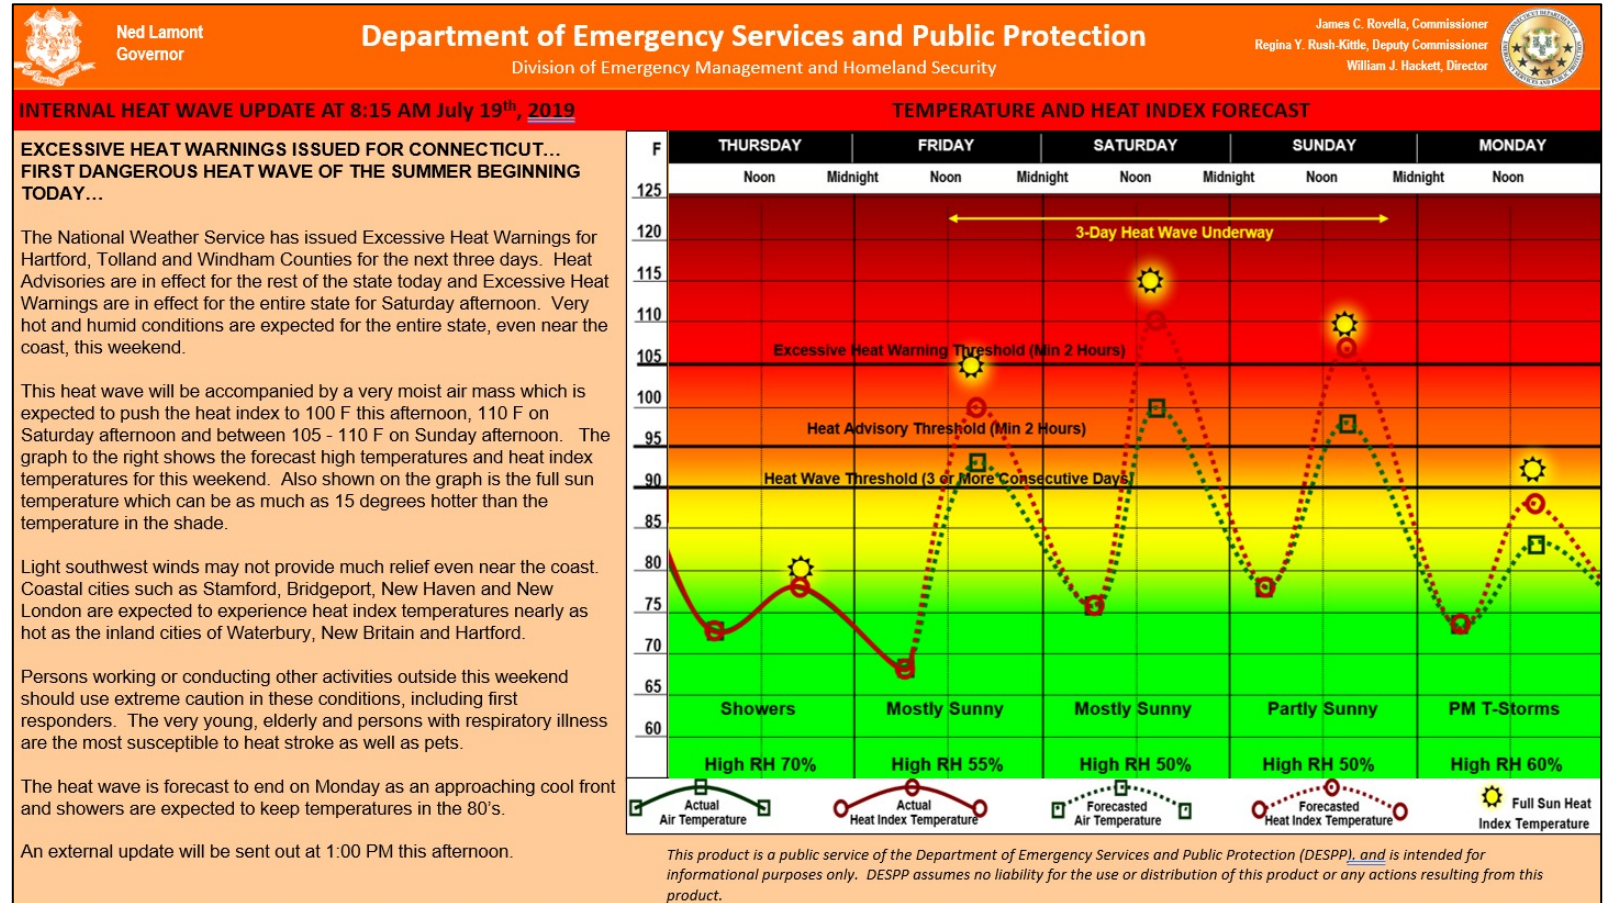 Ned Lamont
Governor
Department of Emergency Services and Public Protection
Division of Emergency Management and Homeland Security
James C. Rovella, Commissioner
Regina Y. Rush-Kittle, Deputy Commissioner
William J. Hackett, Director
INTERNAL HEAT WAVE UPDATE AT 8:15 AM July 19th, 2019
TEMPERATURE AND HEAT INDEX FORECAST
EXCESSIVE HEAT WARNINGS ISSUED FOR CONNECTICUT…
FIRST DANGEROUS HEAT WAVE OF THE SUMMER BEGINNING
TODAY…
The National Weather Service has issued Excessive Heat Warnings for
Hartford, Tolland and Windham Counties for the next three days.  Heat
Advisories are in effect for the rest of the state today and Excessive Heat
Warnings are in effect for the entire state for Saturday afternoon.  Very
hot and humid conditions are expected for the entire state, even near the
coast, this weekend.
This heat wave will be accompanied by a very moist air mass which is
expected to push the heat index to 100 F this afternoon, 110 F on
Saturday afternoon and between 105 - 110 F on Sunday afternoon.   The
graph to the right shows the forecast high temperatures and heat index
temperatures for this weekend.  Also shown on the graph is the full sun
temperature which can be as much as 15 degrees hotter than the
temperature in the shade.
Light southwest winds may not provide much relief even near the coast.
Coastal cities such as Stamford, Bridgeport, New Haven and New
London are expected to experience heat index temperatures nearly as
hot as the inland cities of Waterbury, New Britain and Hartford.
Persons working or conducting other activities outside this weekend
should use extreme caution in these conditions, including first
responders.  The very young, elderly and persons with respiratory illness
are the most susceptible to heat stroke as well as pets.
The heat wave is forecast to end on Monday as an approaching cool front
and showers are expected to keep temperatures in the 80's.
An external update will be sent out at 1:00 PM this afternoon.
F THURSDAY FRIDAY SATURDAY SUNDAY MONDAY
Noon Midnight Noon Midnight Noon Midnight Noon Midnight Noon
125
120
3-Day Heat Wave Underway
115
110
Excessive Heat Warning Threshold (Min 2 Hours)
105
100
Heat Advisory Threshold (Min 2 Hours)
95
Heat Wave Threshold (3 or More Consecutive Days)
90
85
80
75
70
65
Showers Mostly Sunny Mostly Sunny Partly Sunny PM T-Storms
60
High RH 70% High RH 55% High RH 50% High RH 50% High RH 60%
Actual
Air Temperature
Actual
Heat Index Temperature
Forecasted
Air Temperature
Forecasted
Heat Index Temperature
Full Sun Heat
Index Temperature
This product is a public service of the Department of Emergency Services and Public Protection (DESPP), and is intended for
informational purposes only.  DESPP assumes no liability for the use or distribution of this product or any actions resulting from this
product.